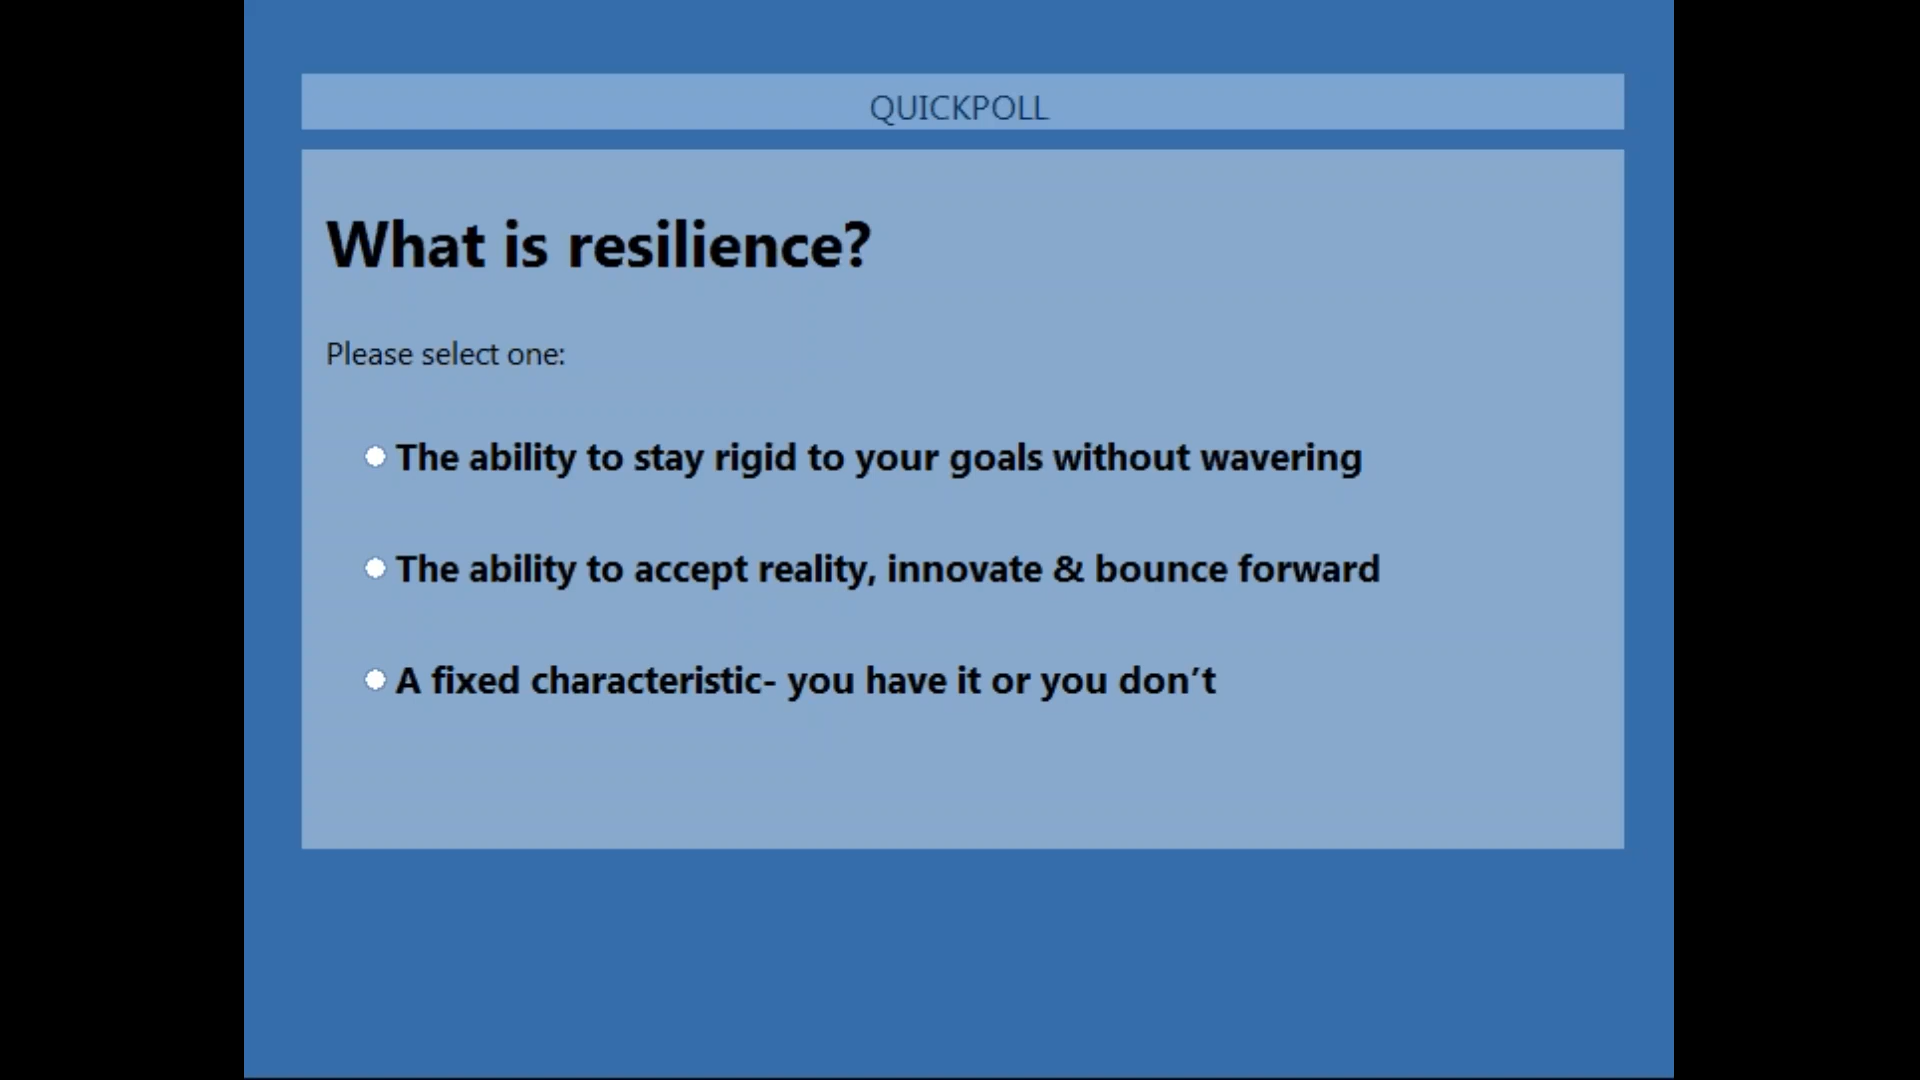 QUICKPOLL
What is resilience?
Please select one:
The ability to stay rigid to your goals without wavering
The ability to accept reality, innovate & bounce forward
A fixed characteristic- you have it or you don’t